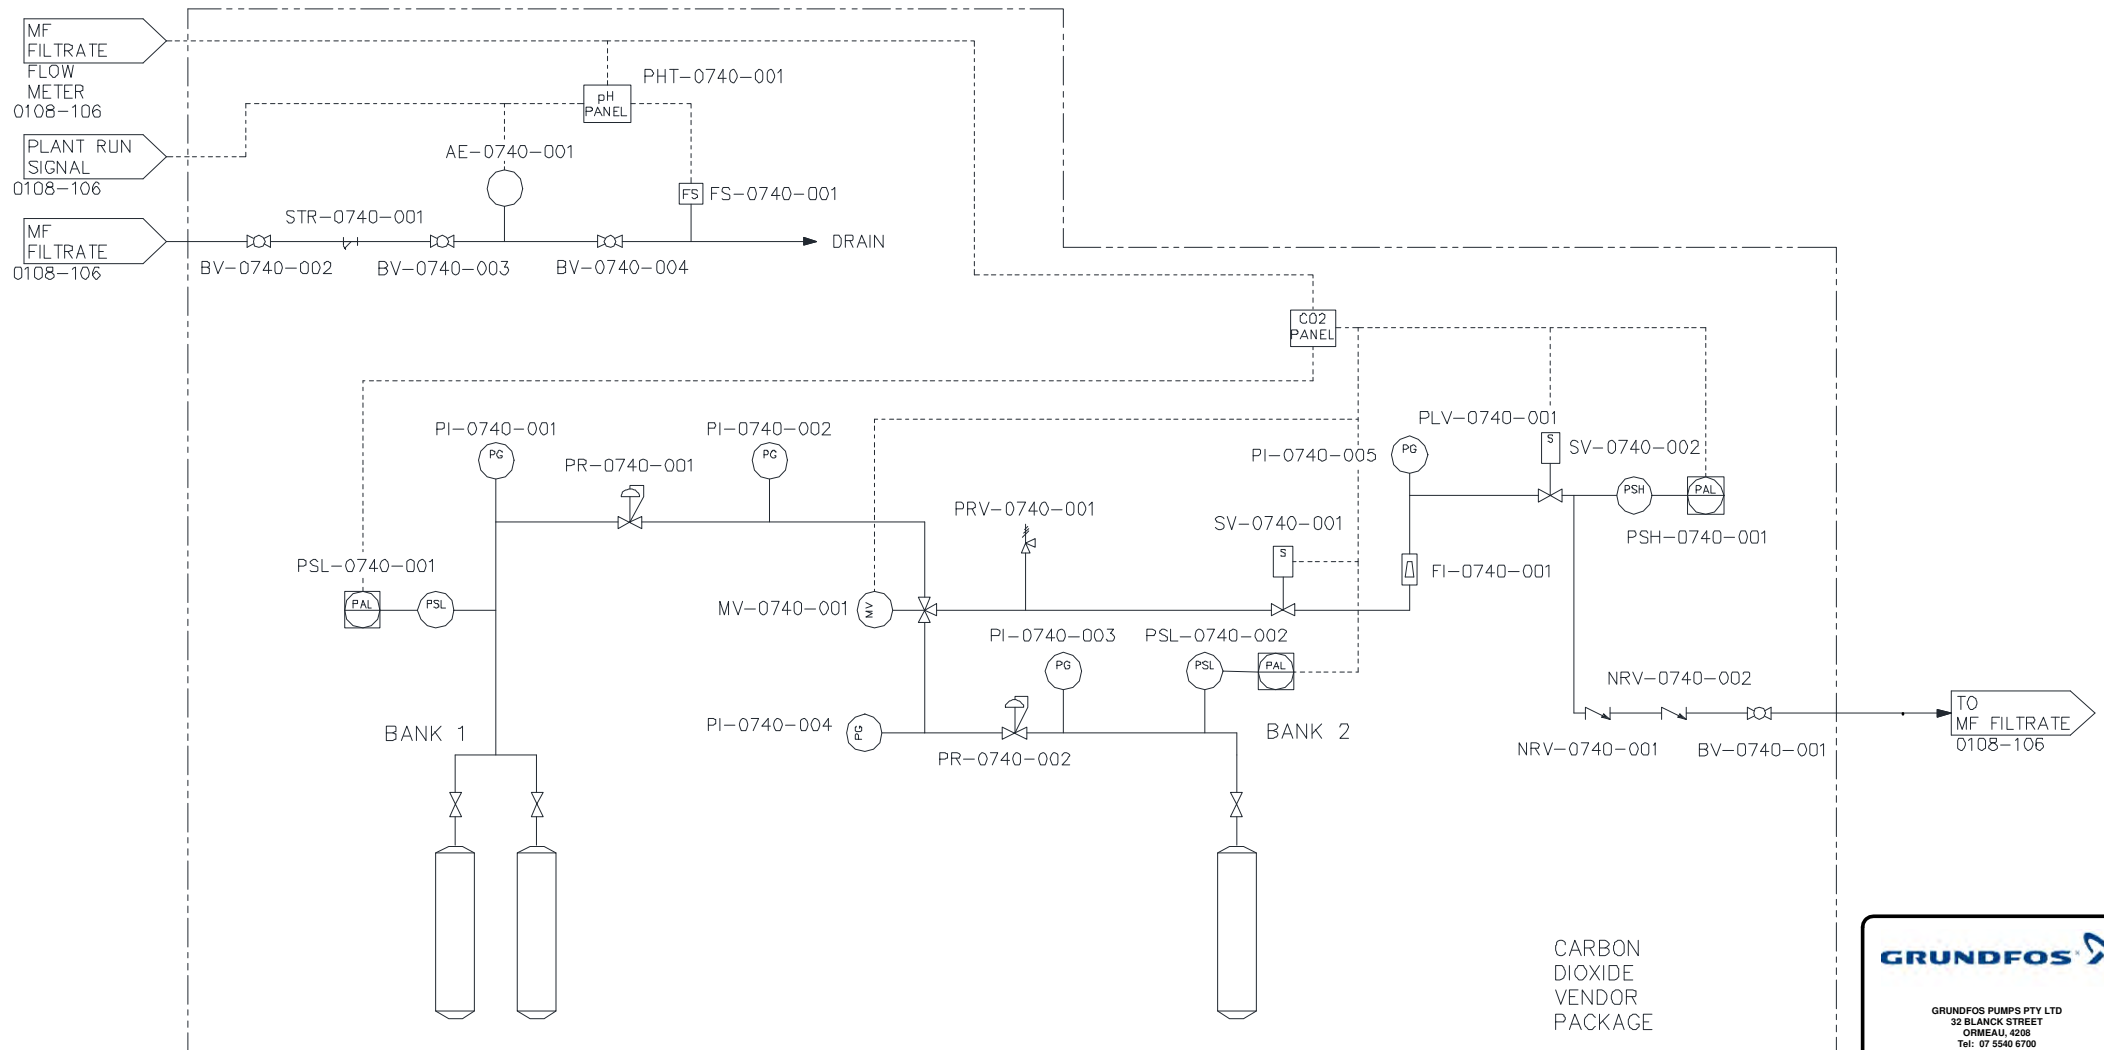 MF
FILTRATE
FLOW
METER
0108-106
PHT-0740-001
pH
PANEL
PLANT RUN
SIGNAL
0108-106
AE-0740-001
FS
FS-0740-001
STR-0740-001
MF
FILTRATE
0108-106
BV-0740-002
BV-0740-003
BV-0740-004
DRAIN
CO2
PANEL
PI-0740-001
PG
PR-0740-001
PI-0740-002
PG
PSL-0740-001
PAL
PSL
PRV-0740-001
SV-0740-001
S
MV-0740-001
MV
PI-0740-005
PG
PLV-0740-001
S
SV-0740-002
PSH
PAL
PSH-0740-001
FI-0740-001
PI-0740-003
PG
PSL-0740-002
PSL
PAL
PI-0740-004
PG
PR-0740-002
BANK 1
BANK 2
NRV-0740-002
NRV-0740-001
BV-0740-001
TO
MF FILTRATE
0108-106
CARBON
DIOXIDE
VENDOR
PACKAGE
GRUNDFOS
GRUNDFOS PUMPS PTY LTD
32 BLANCK STREET
ORMEAU, 4208
Tel: 07 5540 6700